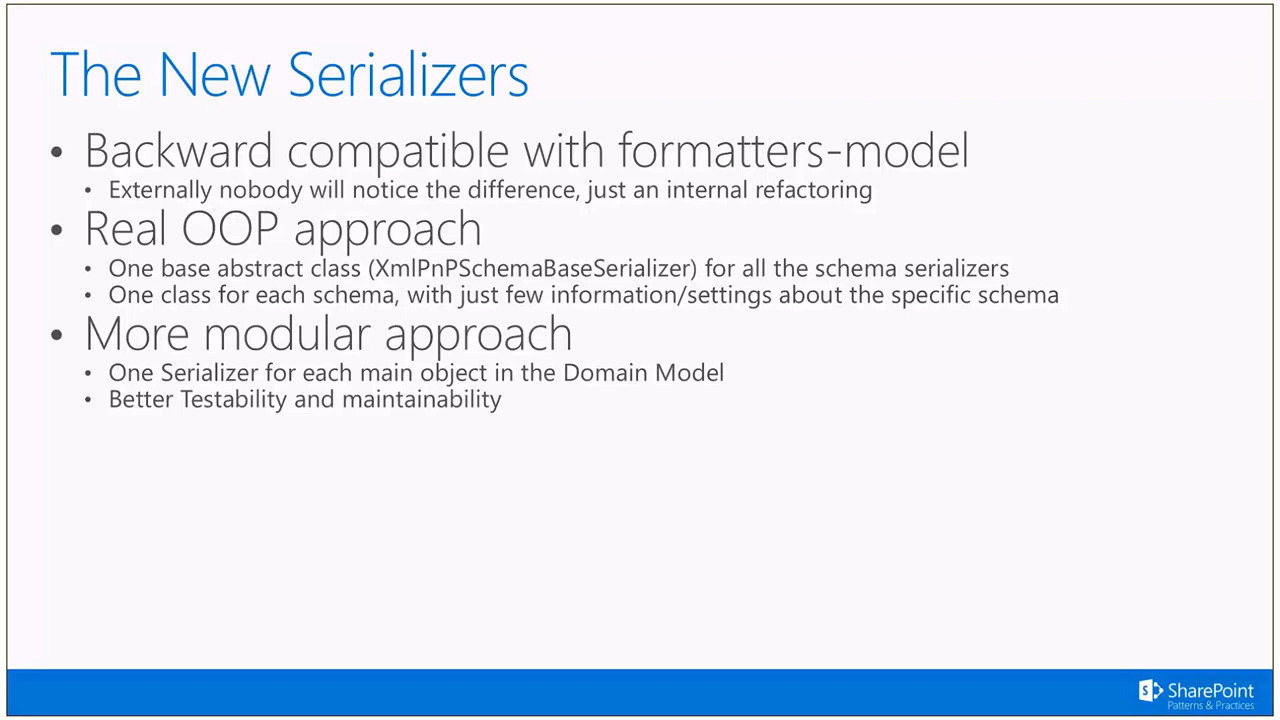 The New Serializers
• Backward compatible with formatters-model
• Externally nobody will notice the difference, just an internal refactoring
• Real OOP approach
• One base abstract class (XmlPnPSchemaBaseSerializer) for all the schema serializers
• One class for each schema, with just few information/settings about the specific schema
• More modular approach
• One Serializer for each main object in the Domain Model
• Better Testability and maintainability
S SharePoint
Patterns & Practices